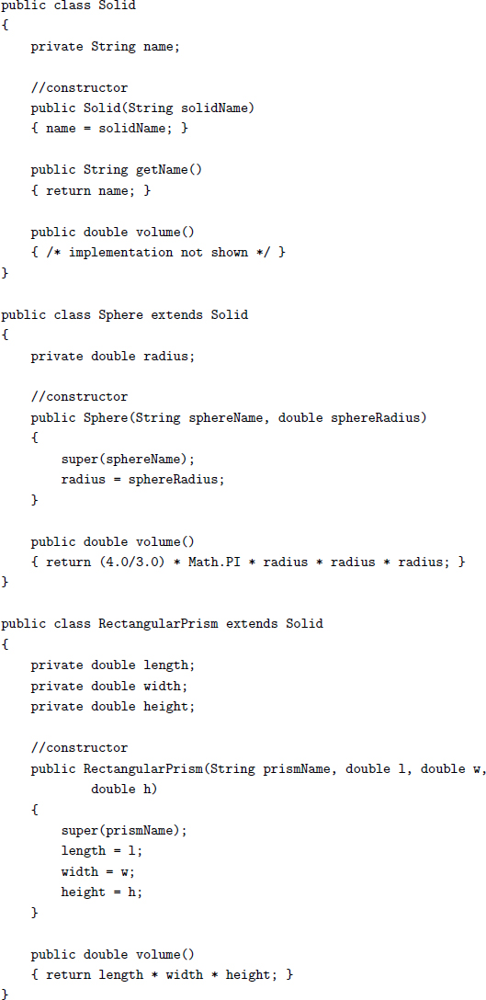 public class Solid
{
    private String name;

    //constructor
    public Solid(String solidName)
    { name = solidName; }

    public String getName()
    { return name; }

    public double volume()
    { /* implementation not shown */ }
}

public class Sphere extends Solid
{
    private double radius;

    //constructor
    public Sphere(String sphereName, double sphereRadius)
    {
        super(sphereName);
        radius = sphereRadius;
    }

    public double volume()
    { return (4.0/3.0) * Math.PI * radius * radius * radius; }
}

public class RectangularPrism extends Solid
{
    private double length;
    private double width;
    private double height;

    //constructor
    public RectangularPrism(String prismName, double l, double w,
            double h)
    {
        super(prismName);
        length = l;
        width = w;
        height = h;
    }

    public double volume()
    { return length * width * height; }
}